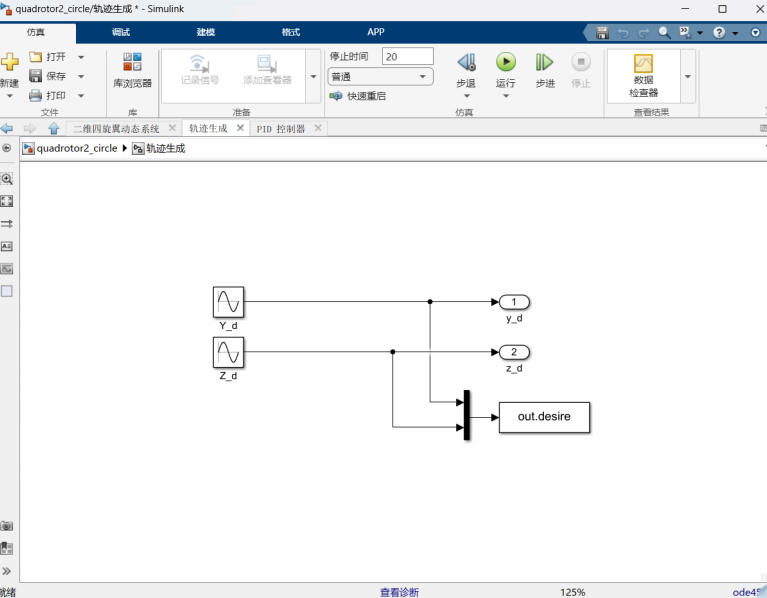 quadrotor2_circle/轨迹生成 * - Simulink
仿真 调试 建模 格式 APP
新建
打开
保存
打印
文件
库浏览器
库
记录信号
添加查看器
准备
停止时间 20
普通
快速重启
步退
运行
步进
停止
仿真
数据
检查器
查看结果
二维四旋翼动态系统 轨迹生成 PID 控制器
quadrotor2_circle 轨迹生成
Y_d
1
y_d
Z_d
2
z_d
out.desire
就绪 查看诊断 125% ode45